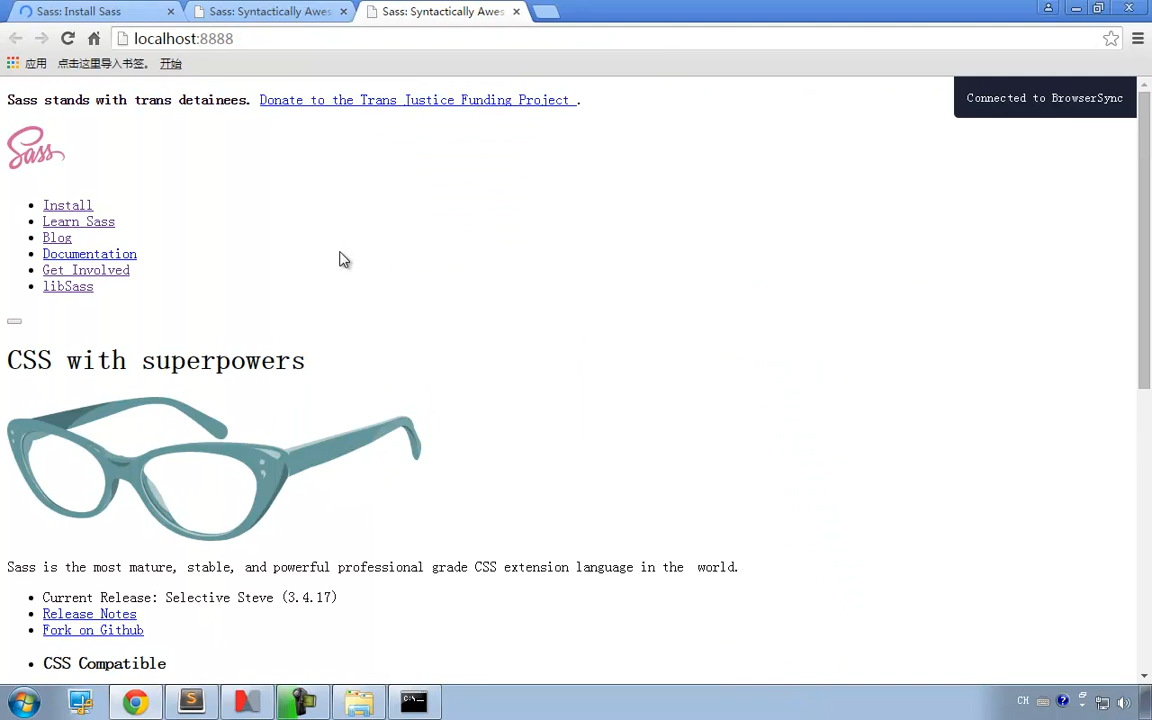 Sass: Install Sass
Sass: Syntactically Awes
Sass: Syntactically Awes
localhost:8888
应用 点击这里导入书签。 开始
Sass stands with trans detainees. Donate to the Trans Justice Funding Project .
Connected to BrowserSync
Sass
Install
Learn Sass
Blog
Documentation
Get Involved
libSass
CSS with superpowers
Sass is the most mature, stable, and powerful professional grade CSS extension language in the world.
Current Release: Selective Steve (3.4.17)
Release Notes
Fork on Github
CSS Compatible
CH